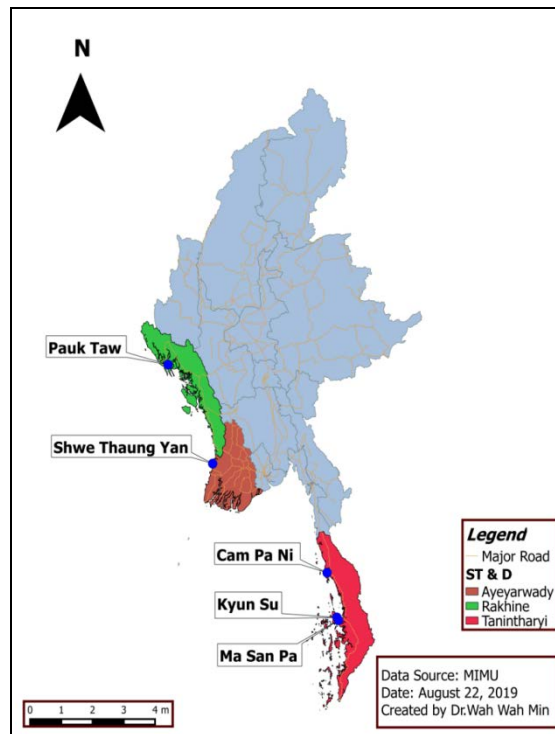 N
Pauk Taw
Shwe Thaung Yan
Cam Pa Ni
Kyun Su
Ma San Pa
Legend
Major Road
ST & D
Ayeyarwady
Rakhine
Tanintharyi
Data Source: MIMU
Date: August 22, 2019
Created by Dr.Wah Wah Min
0 1 2 3 4 m